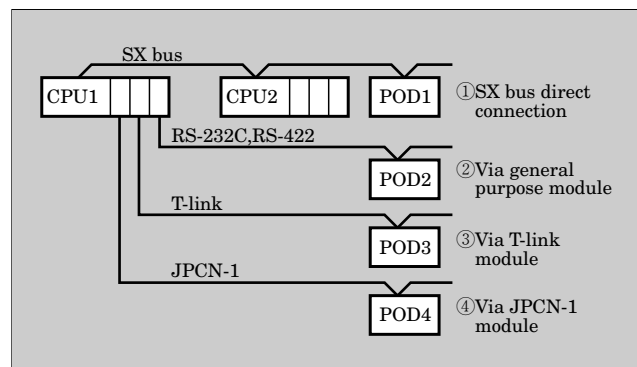 SX bus
CPU1
CPU2
POD1
①SX bus direct
connection
RS-232C,RS-422
POD2
②Via general
purpose module
T-link
POD3
③Via T-link
module
JPCN-1
POD4
④Via JPCN-1
module